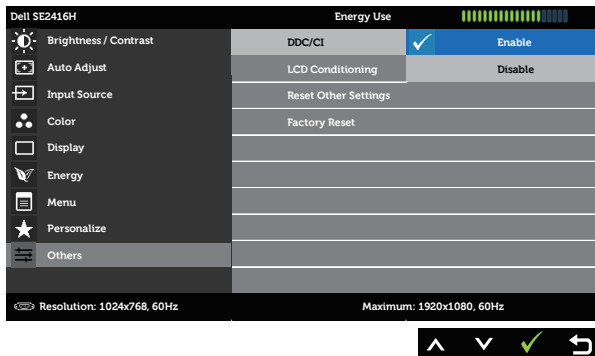 Dell SE2416H Energy Use
Brightness / Contrast DDC/CI Enable
Auto Adjust LCD Conditioning Disable
Input Source Reset Other Settings
Color Factory Reset
Display
Energy
Menu
Personalize
Others
Resolution: 1024x768, 60Hz Maximum: 1920x1080, 60Hz